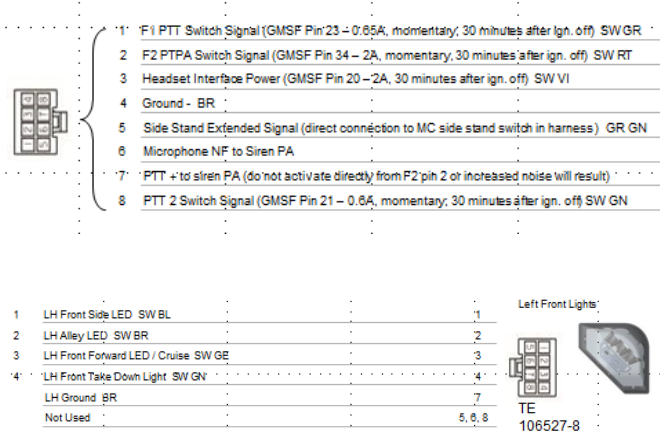 1 F1 PTT Switch Signal (GMSF Pin 23 – 0.65A, momentary, 30 minutes after Ign. off) SW GR
2 F2 PTPA Switch Signal (GMSF Pin 34 – 2A, momentary, 30 minutes after ign. off) SW RT
3 Headset Interface Power (GMSF Pin 20 – 2A, 30 minutes after ign. off) SW VI
4 Ground - BR
5 Side Stand Extended Signal (direct connection to MC side stand switch in harness) GR GN
6 Microphone NF to Siren PA
7 PTT + to siren PA (do not activate directly from F2 pin 2 or increased noise will result)
8 PTT 2 Switch Signal (GMSF Pin 21 – 0.6A, momentary, 30 minutes after ign. off) SW GN
Left Front Lights
1 LH Front Side LED SW BL 1
2 LH Alley LED SW BR 2
3 LH Front Forward LED / Cruise SW GE 3
4 LH Front Take Down Light SW GN 4
LH Ground BR 7
Not Used 5, 6, 8
TE
106527-8